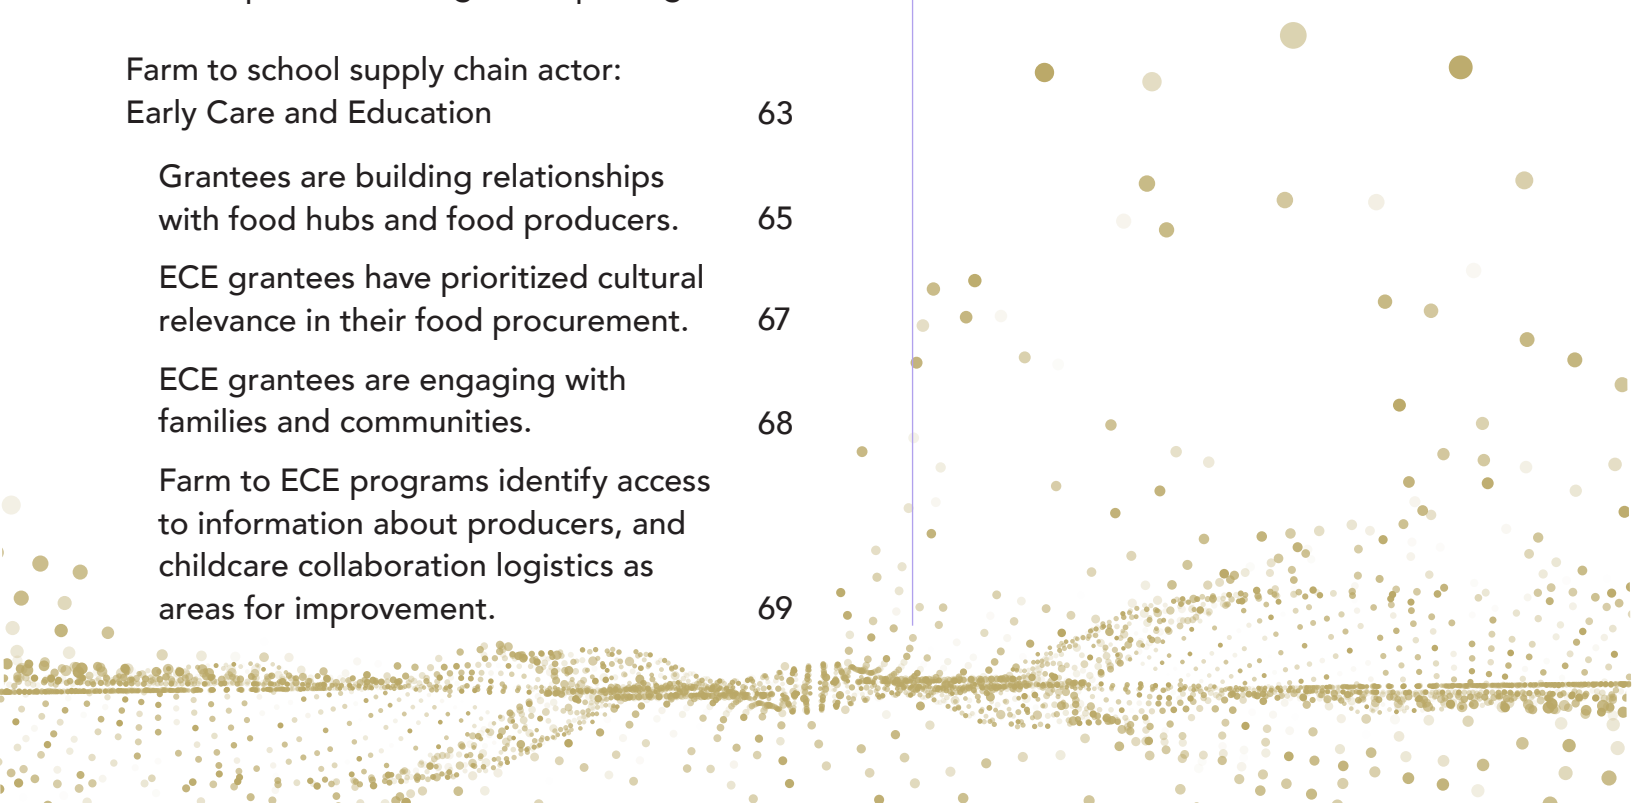 Farm to school supply chain actor:
Early Care and Education 63
Grantees are building relationships
with food hubs and food producers. 65
ECE grantees have prioritized cultural
relevance in their food procurement. 67
ECE grantees are engaging with
families and communities. 68
Farm to ECE programs identify access
to information about producers, and
childcare collaboration logistics as
areas for improvement. 69